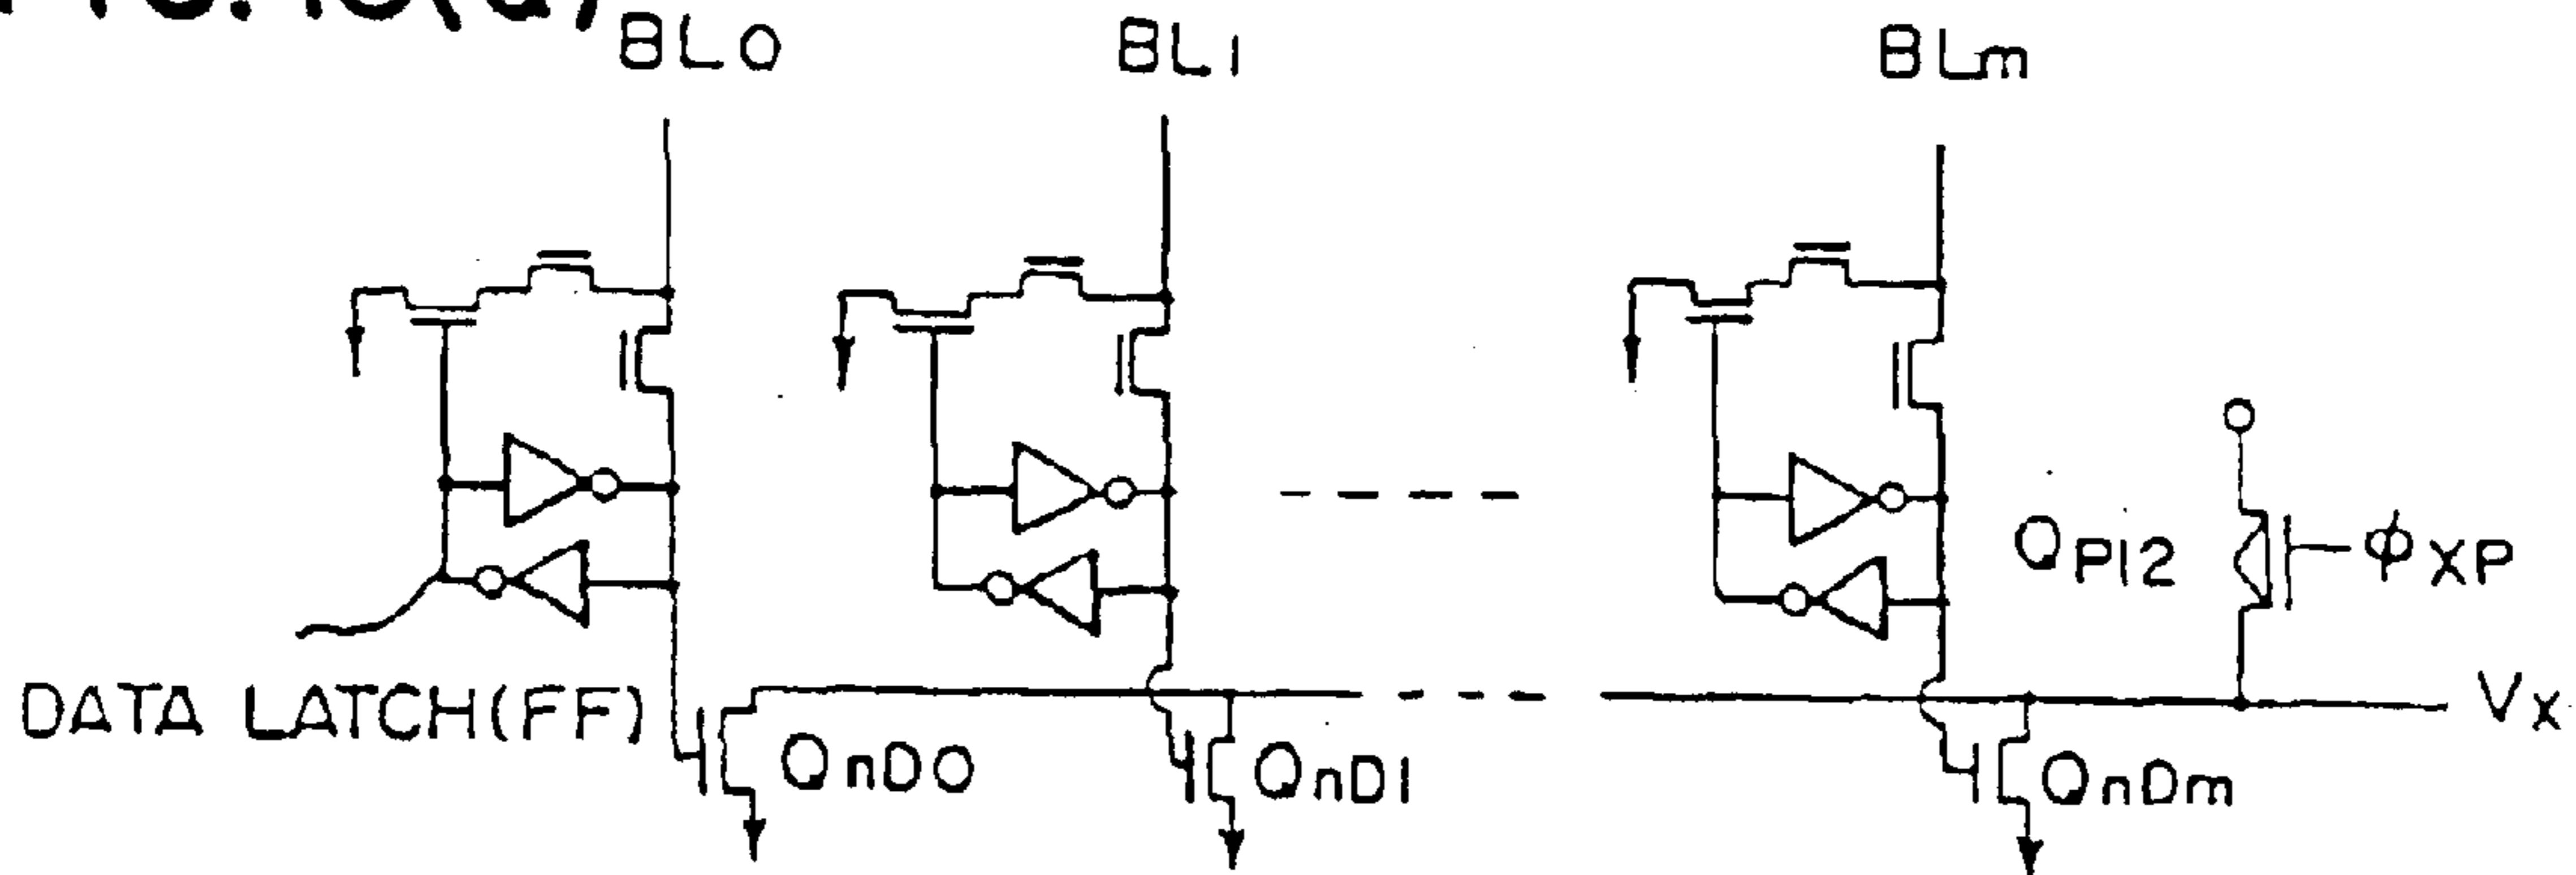 BL0
BL1
BLm
QP12
φXP
DATA LATCH(FF)
Vx
QnD0
QnD1
QnDm